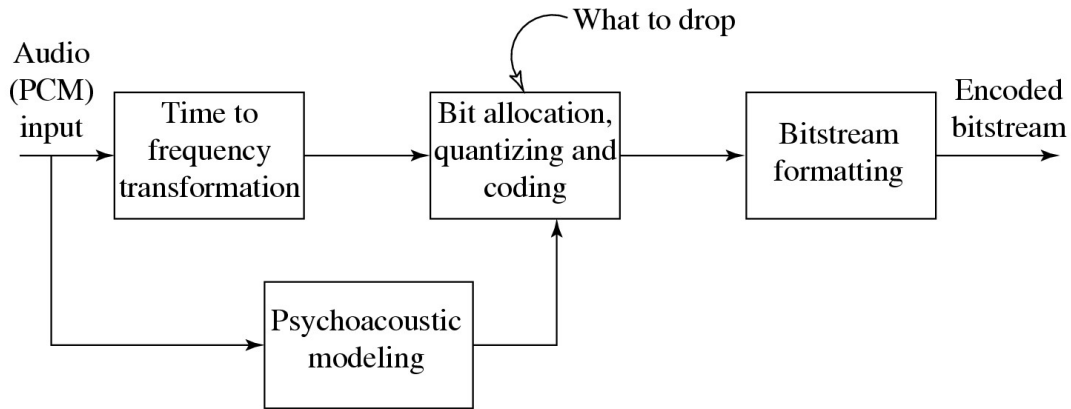 What to drop
Audio
(PCM)
input
Time to
frequency
transformation
Bit allocation,
quantizing and
coding
Bitstream
formatting
Encoded
bitstream
Psychoacoustic
modeling